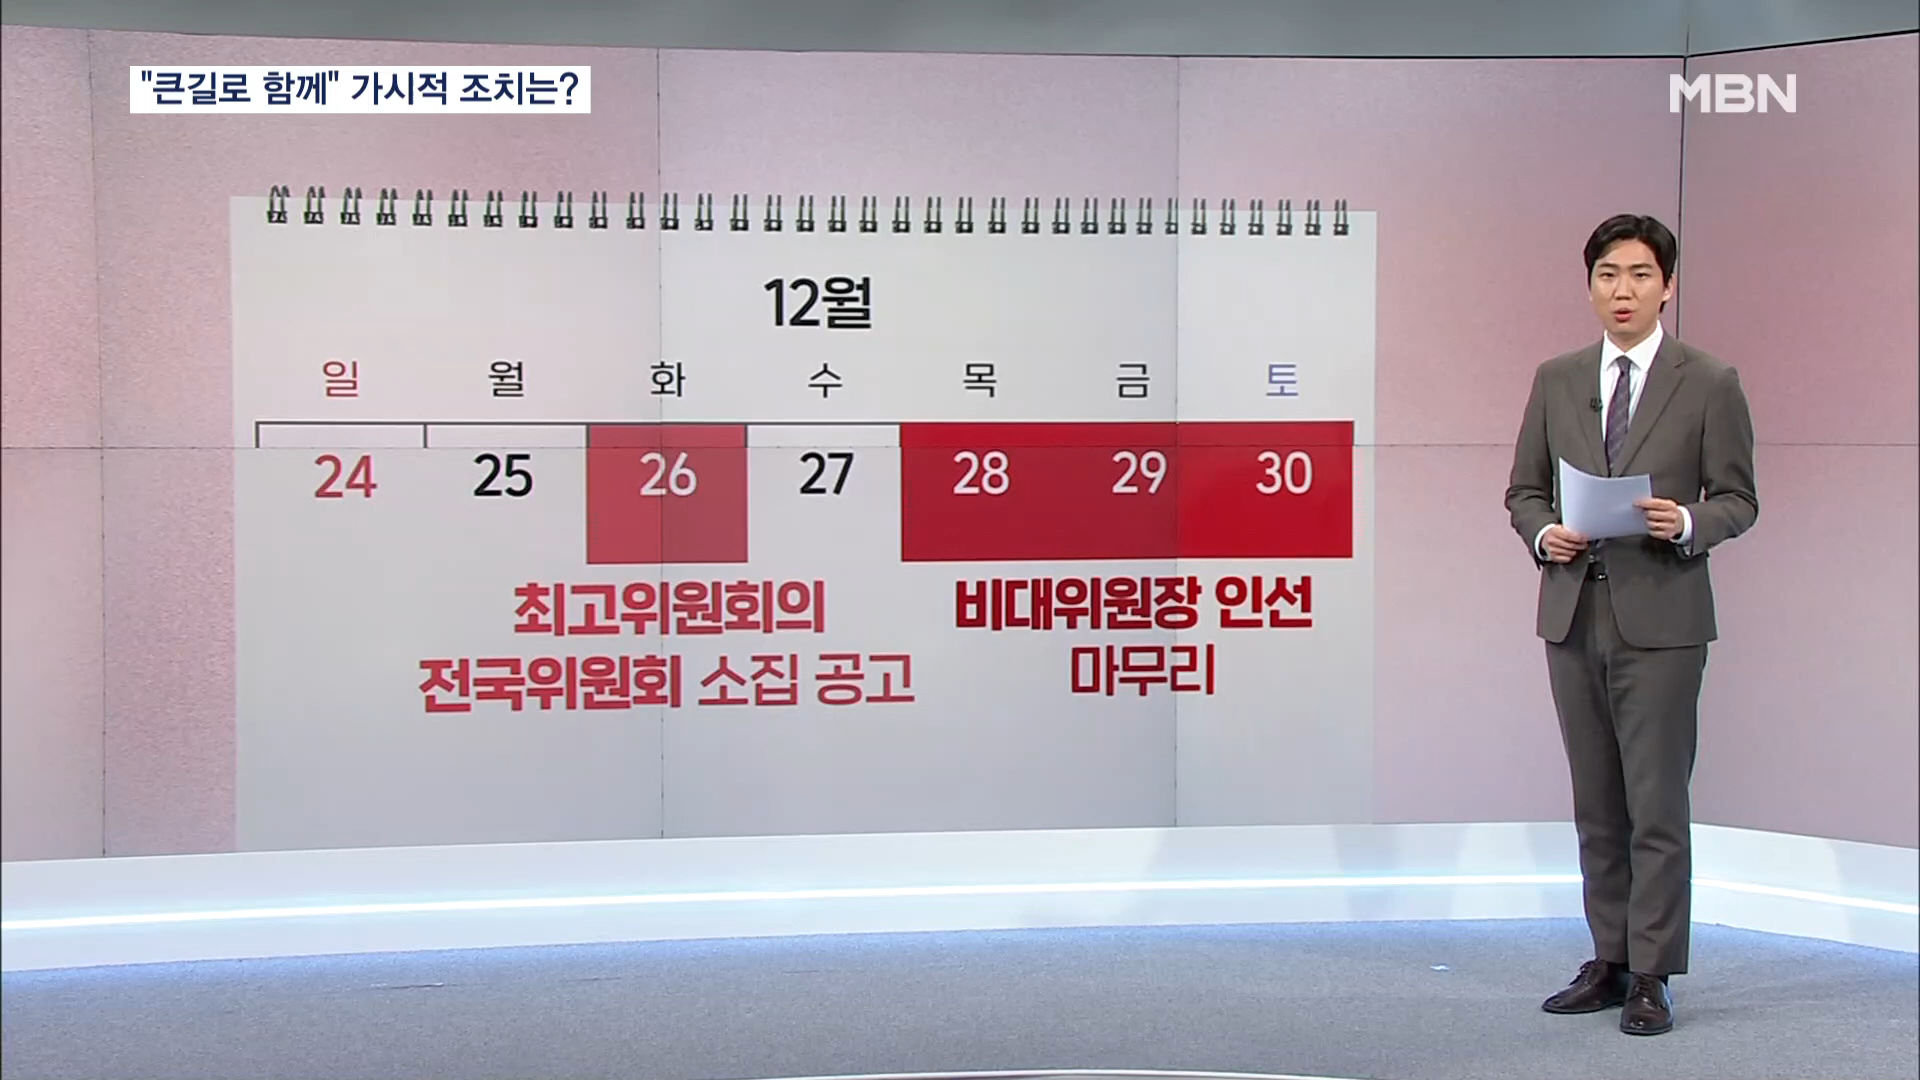 "큰길로 함께" 가시적 조치는?
MBN
12월
일 월 화 수 목 금 토
24 25 26 27 28 29 30
최고위원회의
전국위원회 소집 공고
비대위원장 인선
마무리